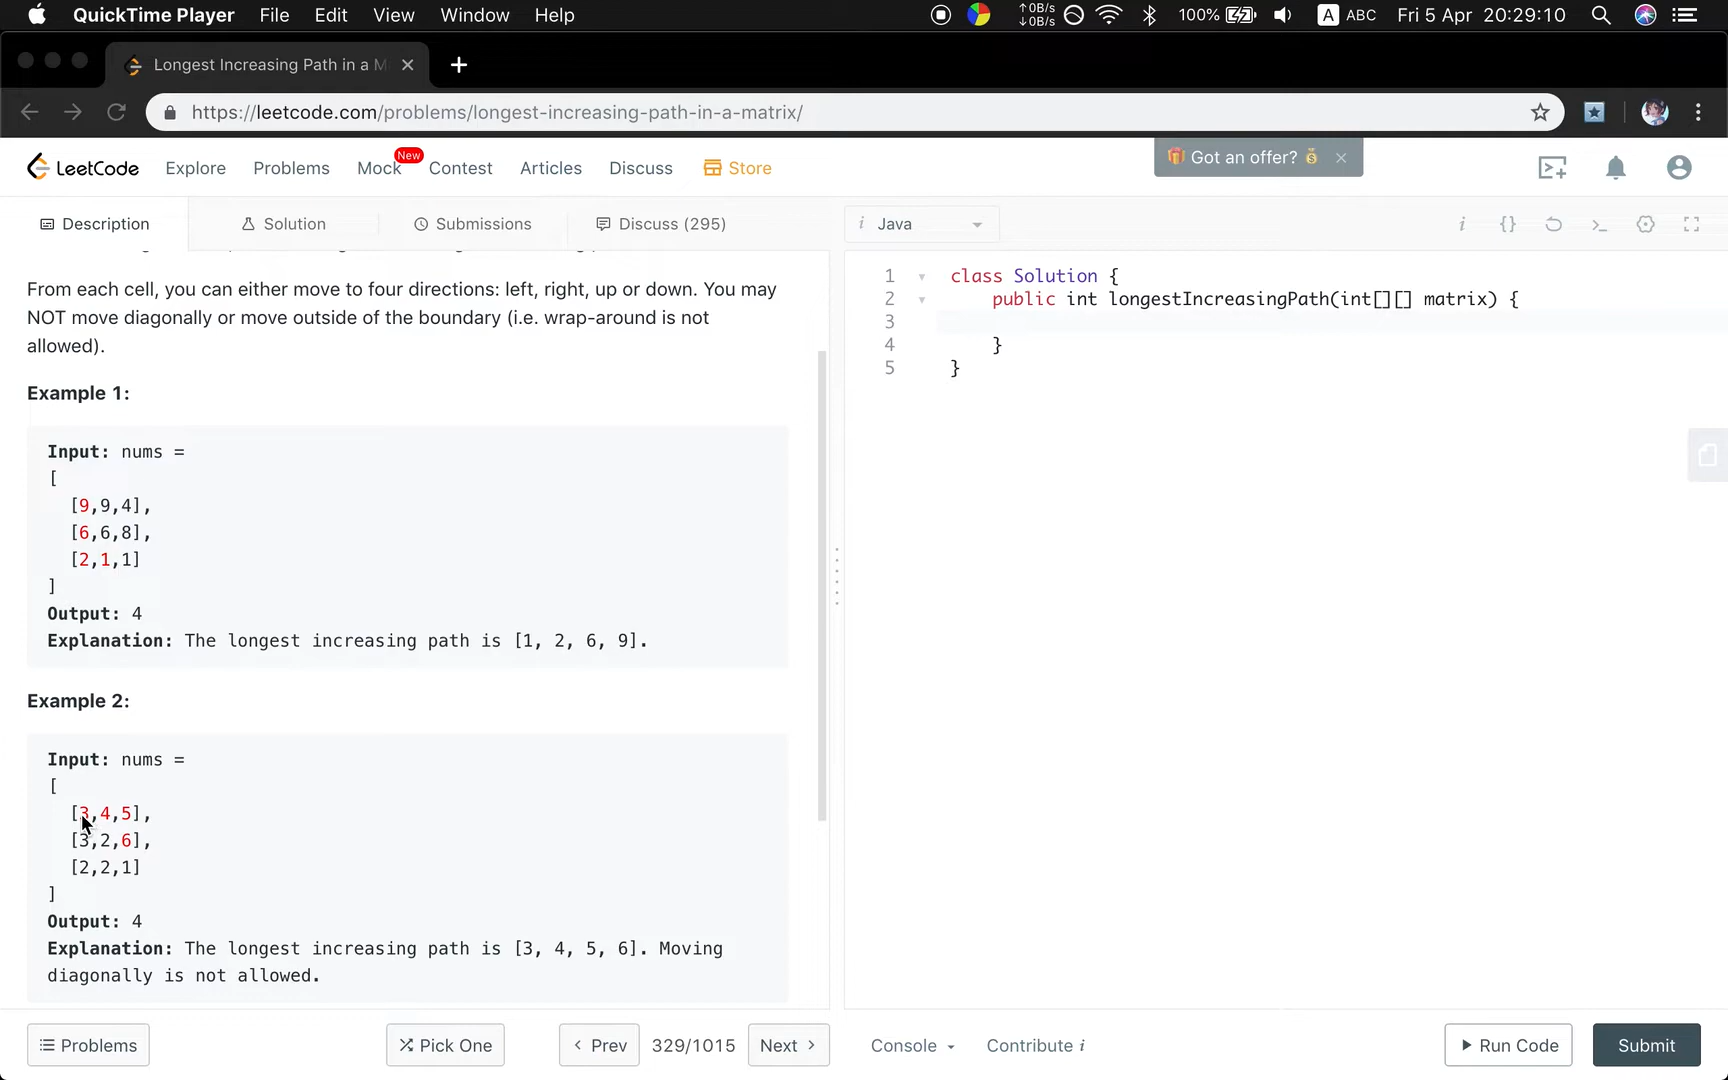 QuickTime Player File Edit View Window Help
↑0B/s
↓0B/s
100%
A ABC Fri 5 Apr 20:29:10
Longest Increasing Path in a M
https://leetcode.com/problems/longest-increasing-path-in-a-matrix/
LeetCode Explore Problems Mock New Contest Articles Discuss Store
Got an offer?
Description Solution Submissions Discuss (295)
From each cell, you can either move to four directions: left, right, up or down. You may
NOT move diagonally or move outside of the boundary (i.e. wrap-around is not
allowed).
Example 1:
Input: nums =
[
[9,9,4],
[6,6,8],
[2,1,1]
]
Output: 4
Explanation: The longest increasing path is [1, 2, 6, 9].
Example 2:
Input: nums =
[
[3,4,5],
[3,2,6],
[2,2,1]
]
Output: 4
Explanation: The longest increasing path is [3, 4, 5, 6]. Moving
diagonally is not allowed.
Problems Pick One Prev 329/1015 Next
i Java
i {} >_
1 class Solution {
2 public int longestIncreasingPath(int[][] matrix) {
3
4 }
5 }
Console Contribute i Run Code Submit